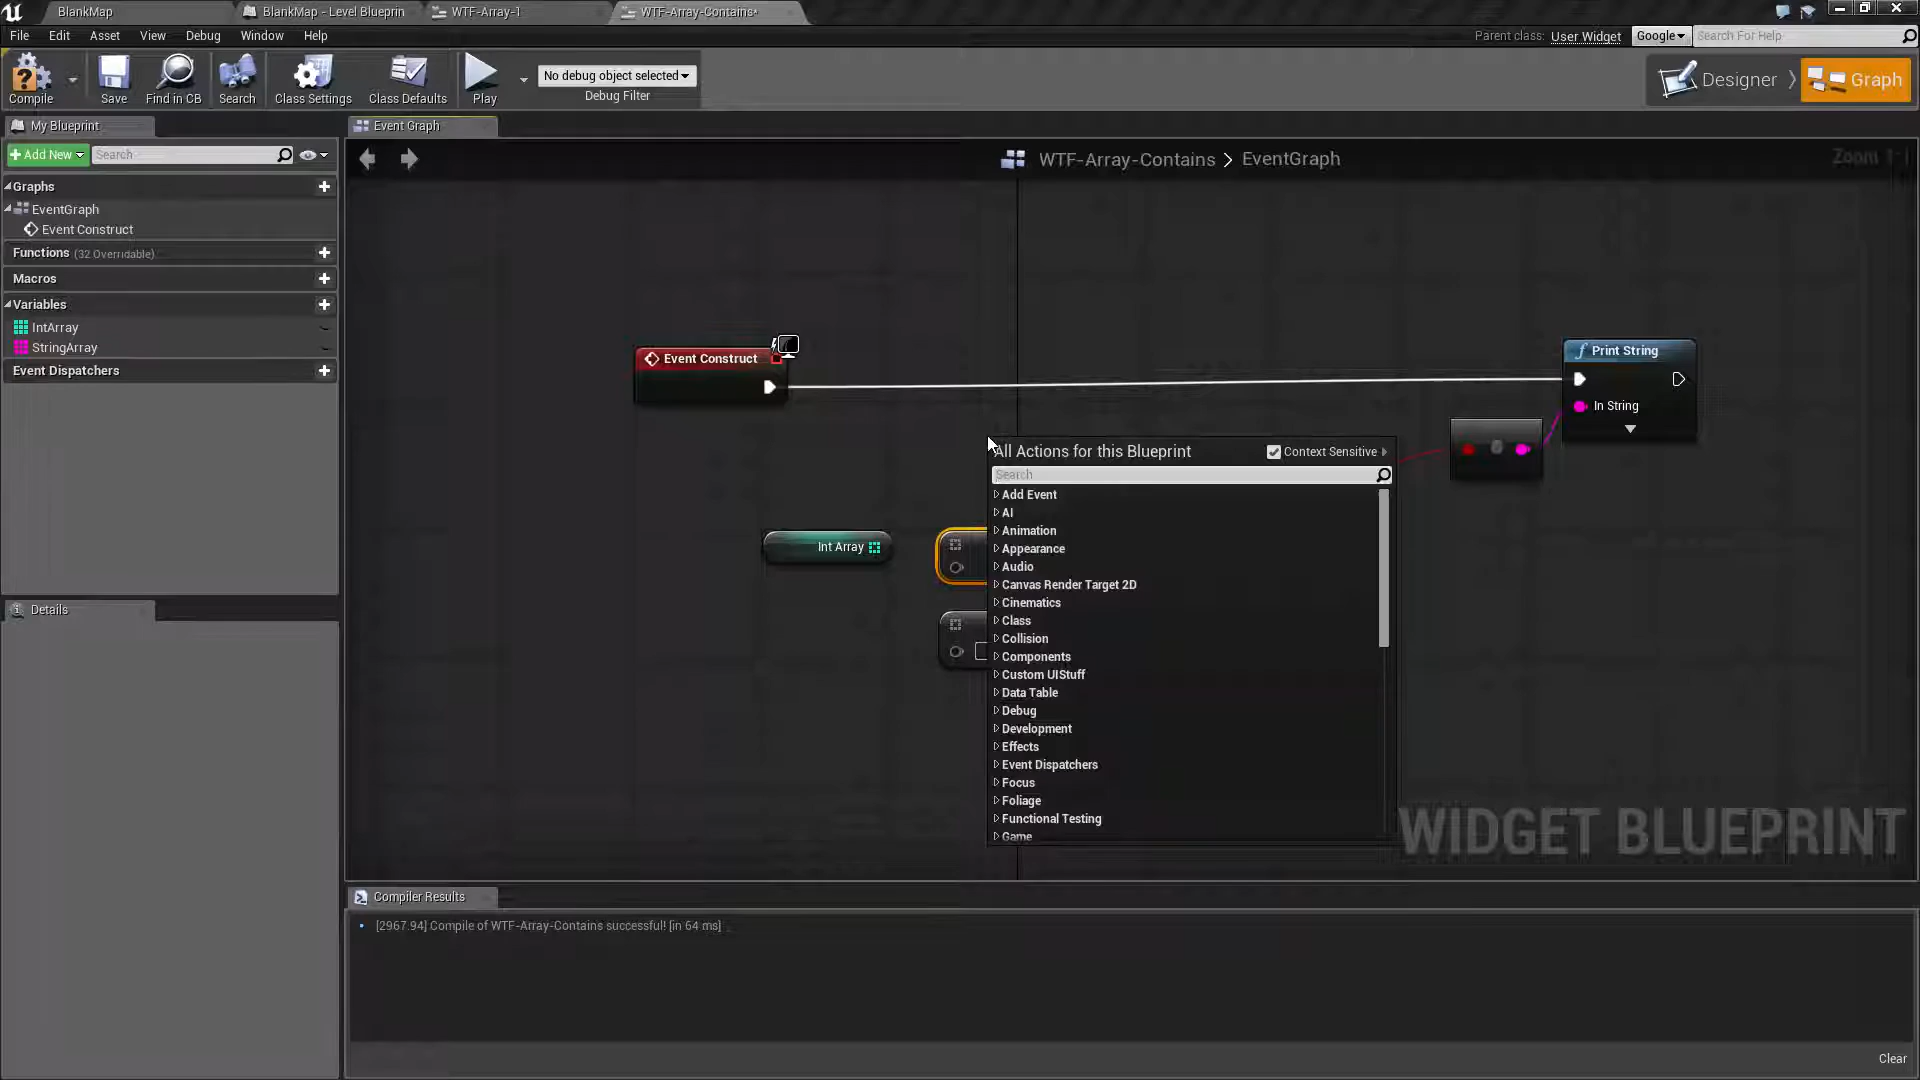 BlankMap
BlankMap - Level Blueprin
WTF-Array-1
WTF-Array-Contains*
File
Edit
Asset
View
Debug
Window
Help
Parent class:
User Widget
Google
Search For Help
Compile
Save
Find in CB
Search
Class Settings
Class Defaults
Play
No debug object selected
Debug Filter
Designer
Graph
My Blueprint
Event Graph
Add New
Search
WTF-Array-Contains > EventGraph
Zoom 1:1
Graphs
EventGraph
Event Construct
Functions (32 Overridable)
Macros
Variables
IntArray
StringArray
Event Dispatchers
Event Construct
Print String
In String
All Actions for this Blueprint
Context Sensitive
Search
Add Event
AI
Animation
Appearance
Audio
Canvas Render Target 2D
Cinematics
Class
Collision
Components
Custom UIStuff
Data Table
Debug
Development
Effects
Event Dispatchers
Focus
Foliage
Functional Testing
Game
Int Array
Details
WIDGET BLUEPRINT
Compiler Results
[2967.94] Compile of WTF-Array-Contains successful! [in 64 ms]
Clear